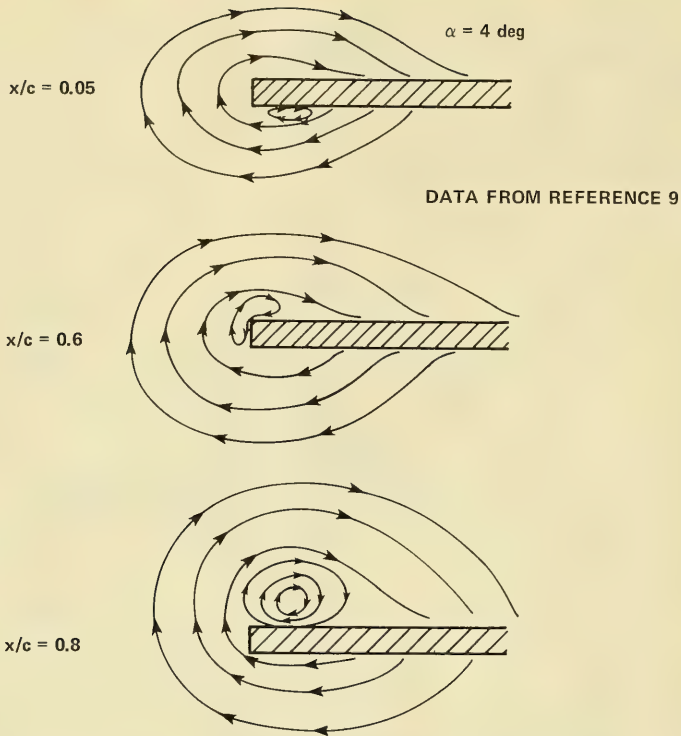 α = 4 deg
x/c = 0.05
DATA FROM REFERENCE 9
x/c = 0.6
x/c = 0.8